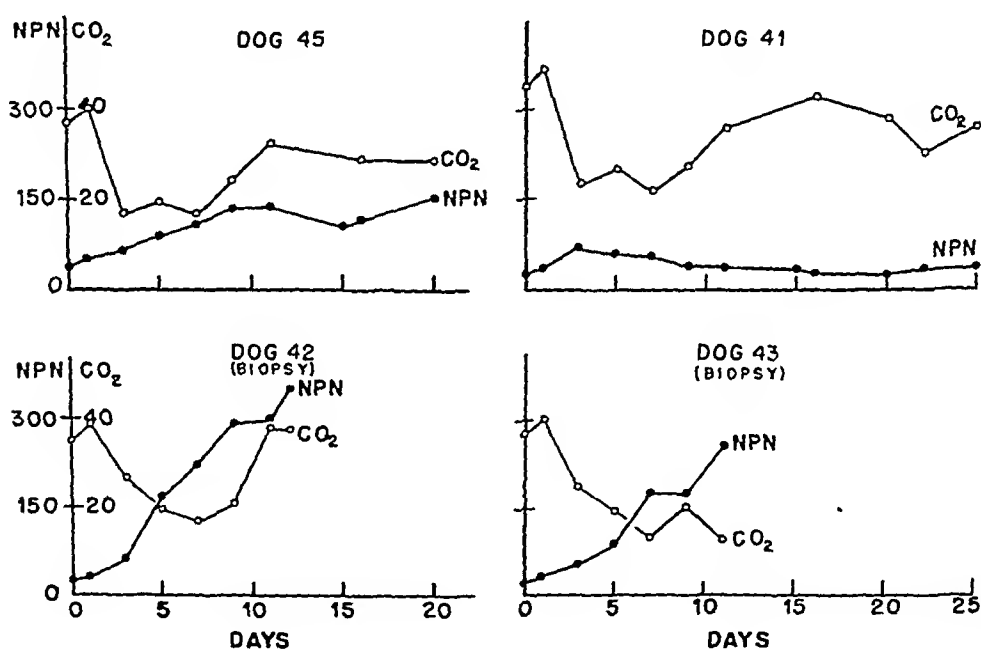 NPN CO₂
DOG 45
300 40
150 20
0
CO₂
NPN
DOG 41
CO₂
NPN
NPN CO₂
DOG 42
(BIOPSY)
300 40
150 20
0
NPN
CO₂
0 5 10 15 20
DAYS
DOG 43
(BIOPSY)
NPN
CO₂
0 5 10 15 20 25
DAYS